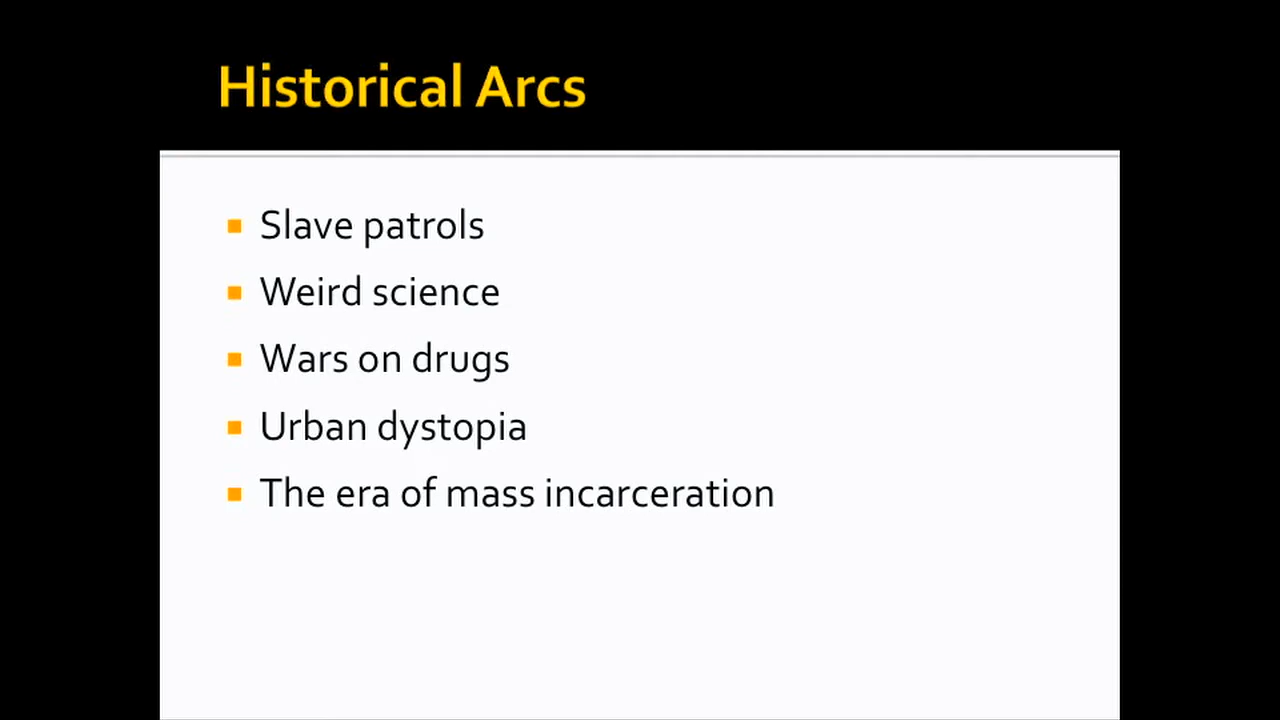 Historical Arcs
Slave patrols
Weird science
Wars on drugs
Urban dystopia
The era of mass incarceration